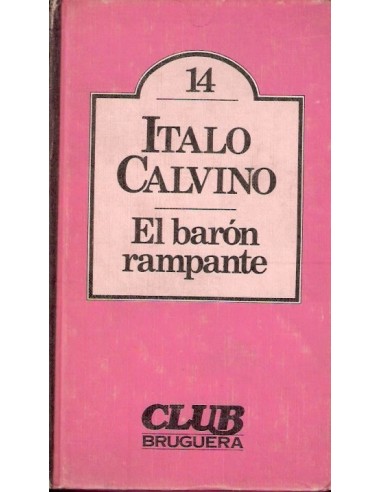 14
ITALO
CALVINO
El barón
rampante
CLUB
BRUGUERA